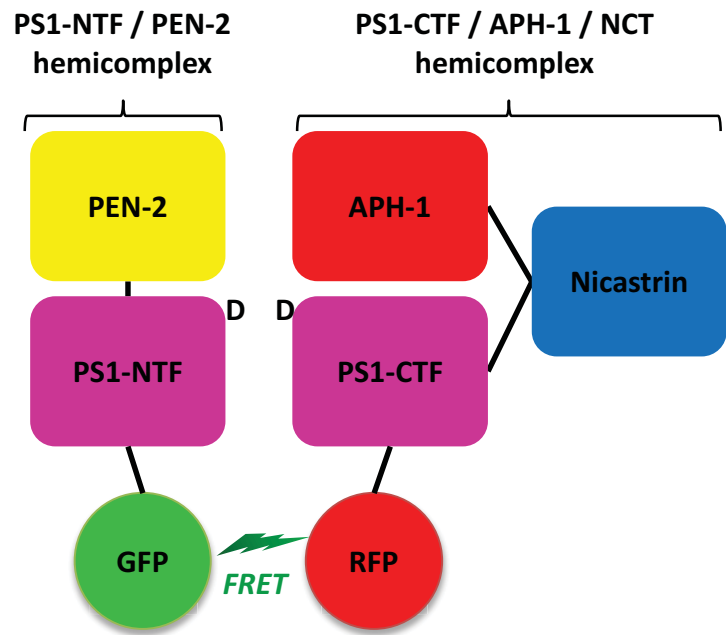 PS1-NTF / PEN-2
hemicomplex
PS1-CTF / APH-1 / NCT
hemicomplex
PEN-2
APH-1
Nicastrin
D
D
PS1-NTF
PS1-CTF
GFP
FRET
RFP